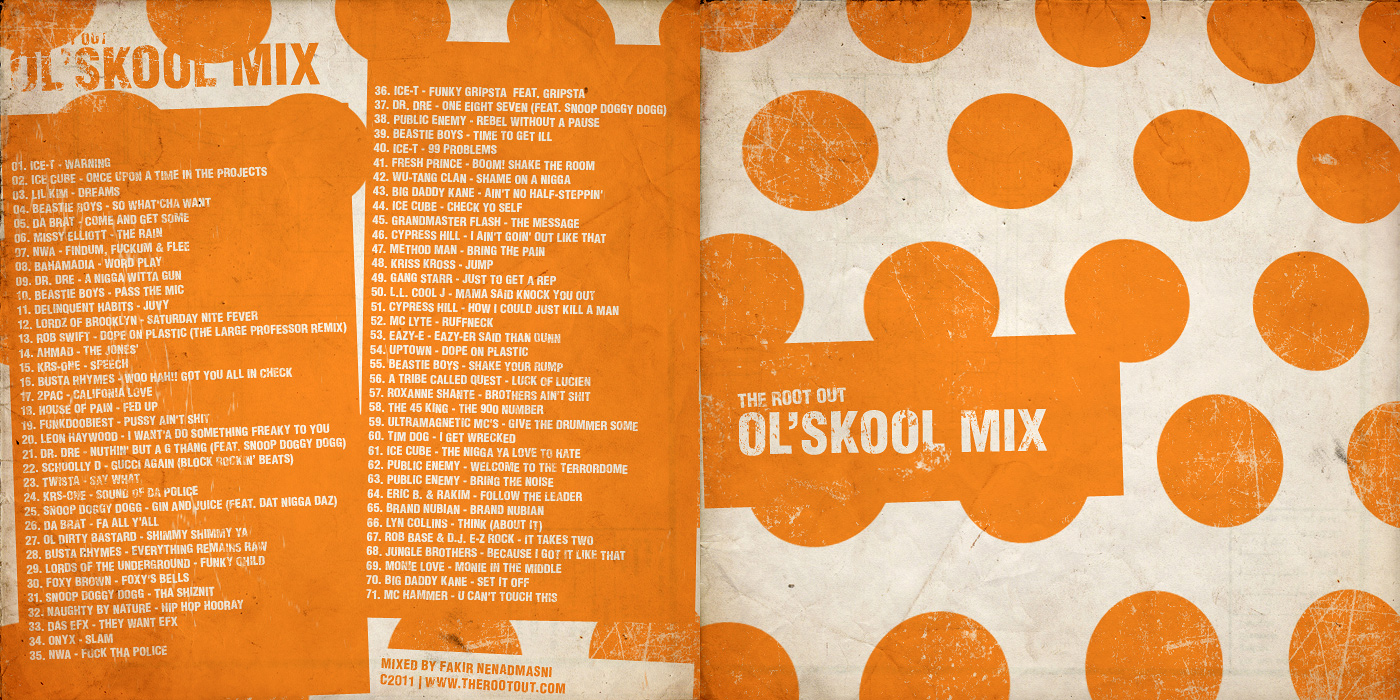 OUT
OL'SKOOL MIX
01. ICE-T - WARNING
02. ICE CUBE - ONCE UPON A TIME IN THE PROJECTS
03. LIL KIM - DREAMS
04. BEASTIE BOYS - SO WHAT'CHA WANT
05. DA BRAT - COME AND GET SOME
06. MISSY ELLIOTT - THE RAIN
07. NWA - FINDUM, FUCKUM & FLEE
08. BAHAMADIA - WORD PLAY
09. DR. DRE - A NIGGA WITTA GUN
10. BEASTIE BOYS - PASS THE MIC
11. DELINQUENT HABITS - JUVY
12. LORDZ OF BROOKLYN - SATURDAY NITE FEVER
13. ROB SWIFT - DOPE ON PLASTIC (THE LARGE PROFESSOR REMIX)
14. AHMAD - THE JONES'
15. KRS-ONE - SPEECH
16. BUSTA RHYMES - WOO HAH!! GOT YOU ALL IN CHECK
17. 2PAC - CALIFONIA LOVE
18. HOUSE OF PAIN - FED UP
19. FUNKDOOBIEST - PUSSY AIN'T SHIT
20. LEON HAYWOOD - I WANT'A DO SOMETHING FREAKY TO YOU
21. DR. DRE - NUTHIN' BUT A G THANG (FEAT. SNOOP DOGGY DOGG)
22. SCHOOLLY D - GUCCI AGAIN (BLOCK ROCKIN' BEATS)
23. TWISTA - SAY WHAT
24. KRS-ONE - SOUND OF DA POLICE
25. SNOOP DOGGY DOGG - GIN AND JUICE (FEAT. DAT NIGGA DAZ)
26. DA BRAT - FA ALL Y'ALL
27. OL DIRTY BASTARD - SHIMMY SHIMMY YA
28. BUSTA RHYMES - EVERYTHING REMAINS RAW
29. LORDS OF THE UNDERGROUND - FUNKY CHILD
30. FOXY BROWN - FOXY'S BELLS
31. SNOOP DOGGY DOGG - THA SHIZNIT
32. NAUGHTY BY NATURE - HIP HOP HOORAY
33. DAS EFX - THEY WANT EFX
34. ONYX - SLAM
35. NWA - FUCK THA POLICE
36. ICE-T - FUNKY GRIPSTA FEAT. GRIPSTA
37. DR. DRE - ONE EIGHT SEVEN (FEAT. SNOOP DOGGY DOGG)
38. PUBLIC ENEMY - REBEL WITHOUT A PAUSE
39. BEASTIE BOYS - TIME TO GET ILL
40. ICE-T - 99 PROBLEMS
41. FRESH PRINCE - BOOM! SHAKE THE ROOM
42. WU-TANG CLAN - SHAME ON A NIGGA
43. BIG DADDY KANE - AIN'T NO HALF-STEPPIN'
44. ICE CUBE - CHECK YO SELF
45. GRANDMASTER FLASH - THE MESSAGE
46. CYPRESS HILL - I AIN'T GOIN' OUT LIKE THAT
47. METHOD MAN - BRING THE PAIN
48. KRISS KROSS - JUMP
49. GANG STARR - JUST TO GET A REP
50. L.L. COOL J - MAMA SAID KNOCK YOU OUT
51. CYPRESS HILL - HOW I COULD JUST KILL A MAN
52. MC LYTE - RUFFNECK
53. EAZY-E - EAZY-ER SAID THAN DUNN
54. UPTOWN - DOPE ON PLASTIC
55. BEASTIE BOYS - SHAKE YOUR RUMP
56. A TRIBE CALLED QUEST - LUCK OF LUCIEN
57. ROXANNE SHANTE - BROTHERS AIN'T SHIT
58. THE 45 KING - THE 900 NUMBER
59. ULTRAMAGNETIC MC'S - GIVE THE DRUMMER SOME
60. TIM DOG - I GET WRECKED
61. ICE CUBE - THE NIGGA YA LOVE TO HATE
62. PUBLIC ENEMY - WELCOME TO THE TERRORDOME
63. PUBLIC ENEMY - BRING THE NOISE
64. ERIC B. & RAKIM - FOLLOW THE LEADER
65. BRAND NUBIAN - BRAND NUBIAN
66. LYN COLLINS - THINK (ABOUT IT)
67. ROB BASE & D.J. E-Z ROCK - IT TAKES TWO
68. JUNGLE BROTHERS - BECAUSE I GOT IT LIKE THAT
69. MONIE LOVE - MONIE IN THE MIDDLE
70. BIG DADDY KANE - SET IT OFF
71. MC HAMMER - U CAN'T TOUCH THIS
MIXED BY FAKIR NENADMASNI
C2011 | WWW.THEROOTOUT.COM
THE ROOT OUT
OL'SKOOL MIX